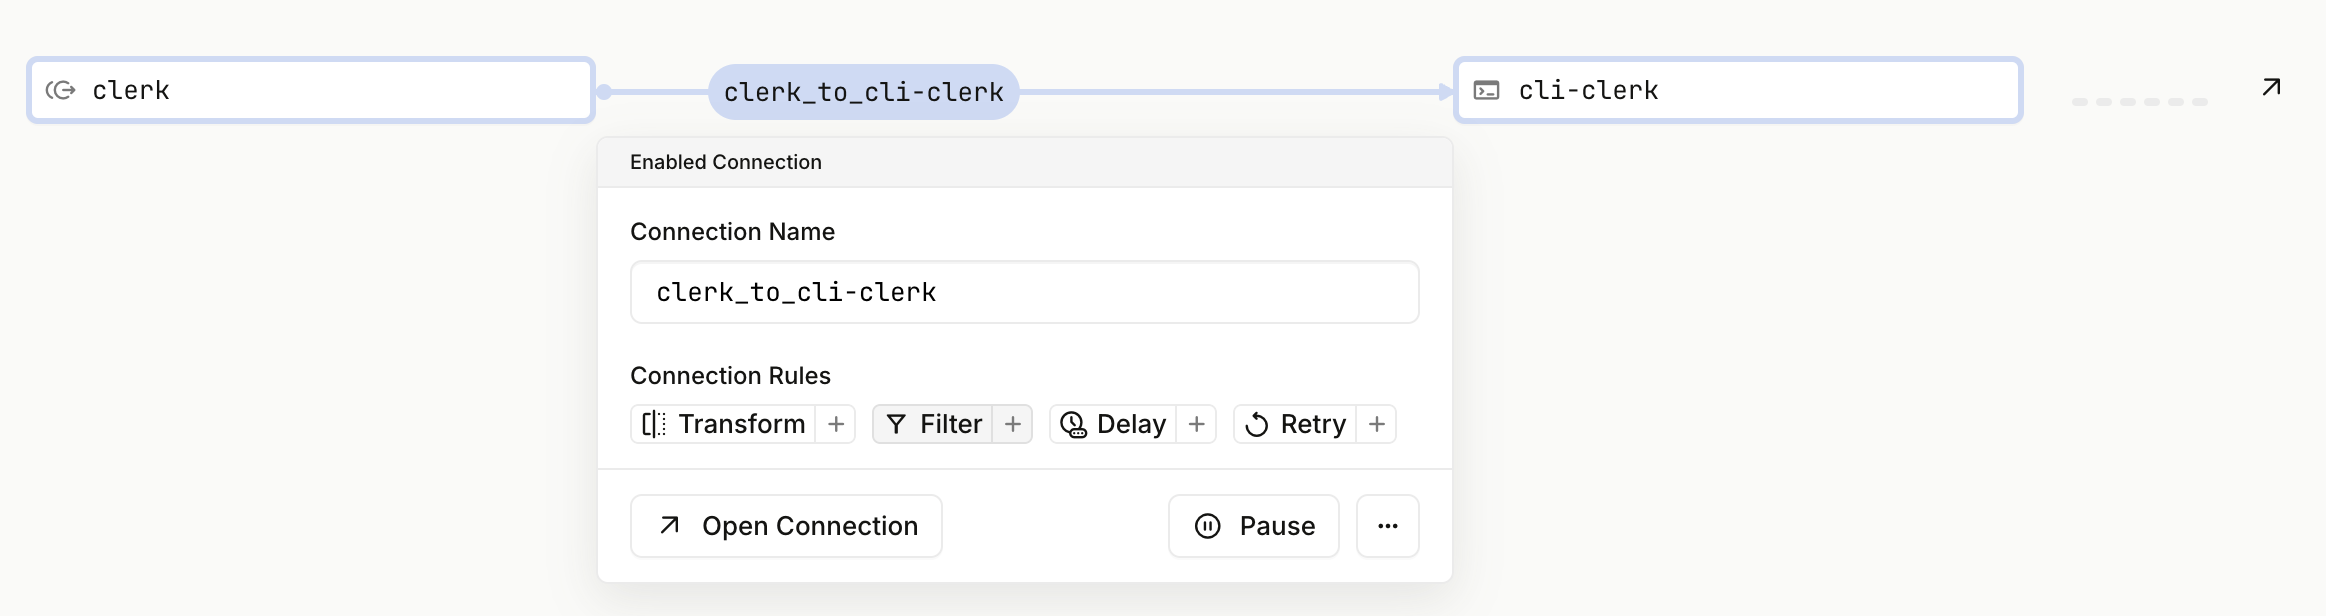 clerk
clerk_to_cli-clerk
cli-clerk
Enabled Connection
Connection Name
clerk_to_cli-clerk
Connection Rules
Transform + Filter + Delay + Retry +
Open Connection Pause ...